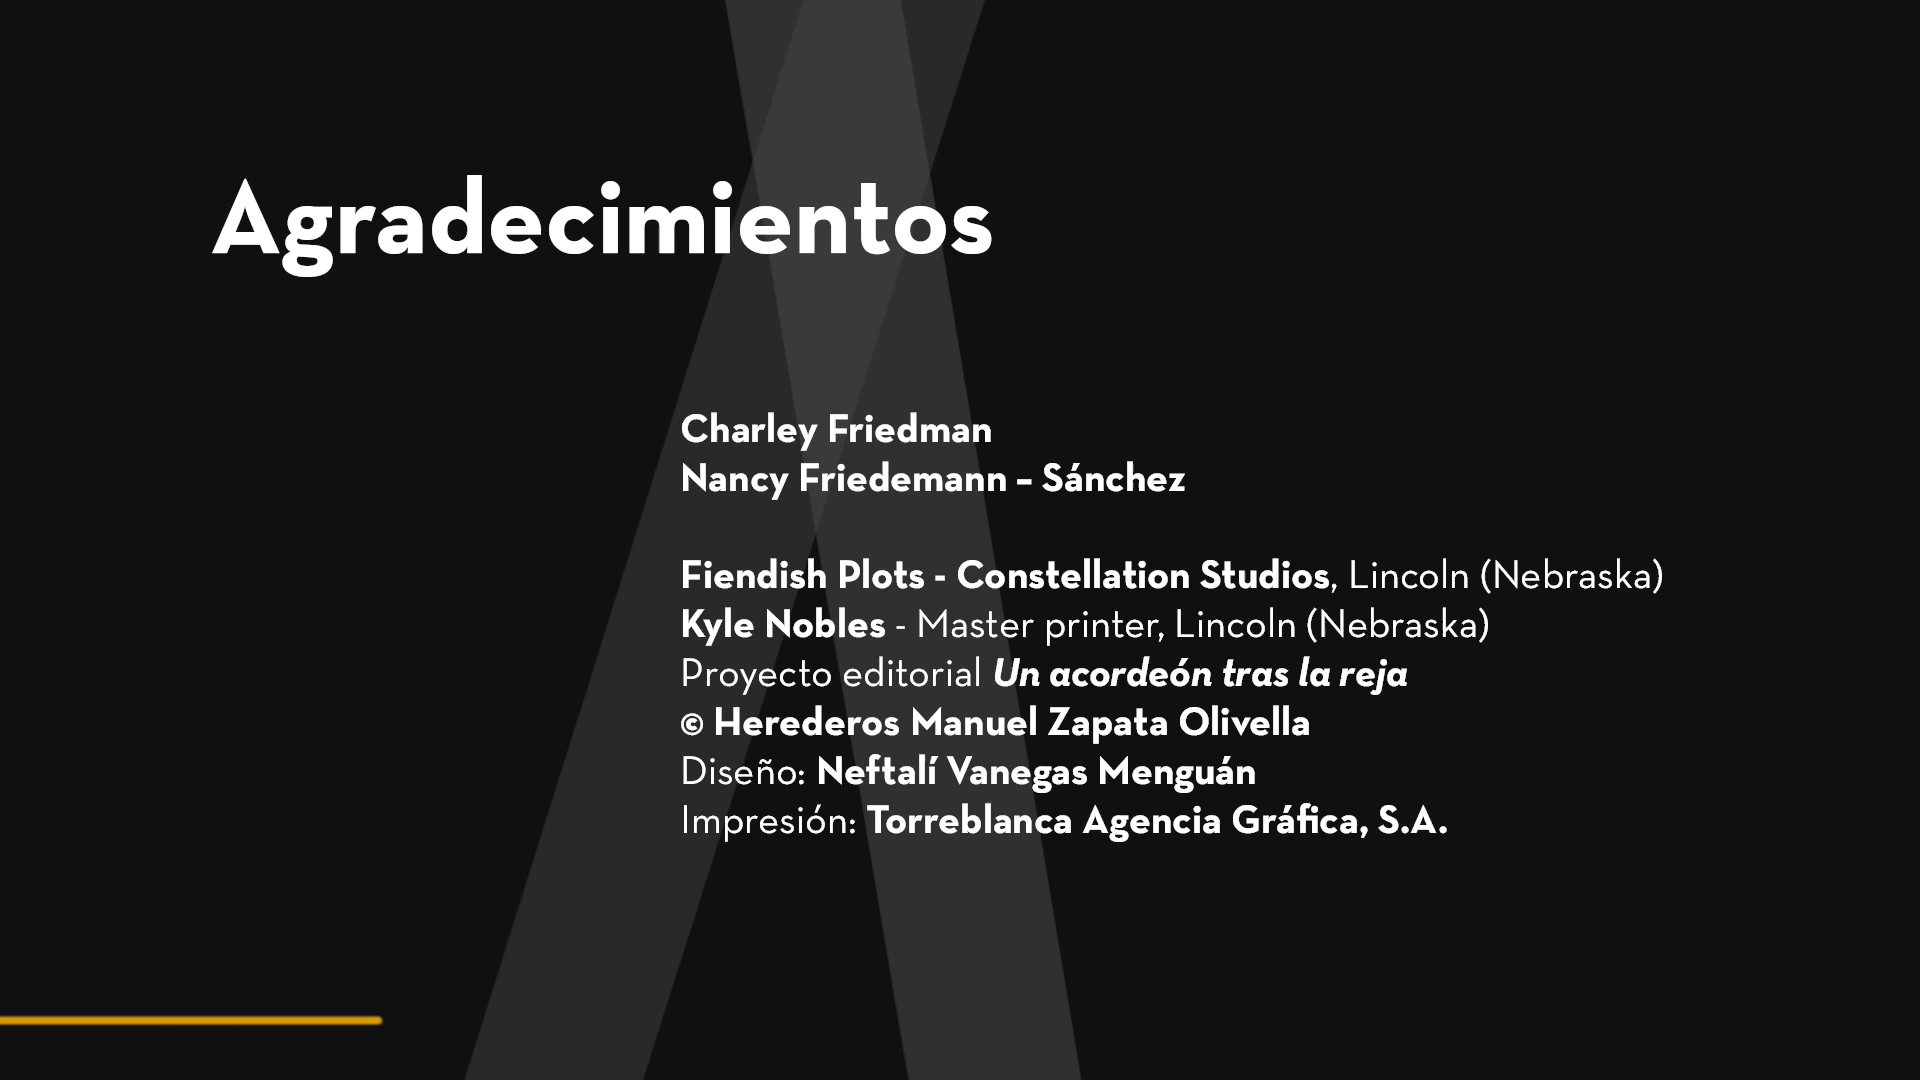 Agradecimientos
Charley Friedman
Nancy Friedemann – Sánchez
Fiendish Plots - Constellation Studios, Lincoln (Nebraska)
Kyle Nobles - Master printer, Lincoln (Nebraska)
Proyecto editorial Un acordeón tras la reja
© Herederos Manuel Zapata Olivella
Diseño: Neftalí Vanegas Menguán
Impresión: Torreblanca Agencia Gráfica, S.A.